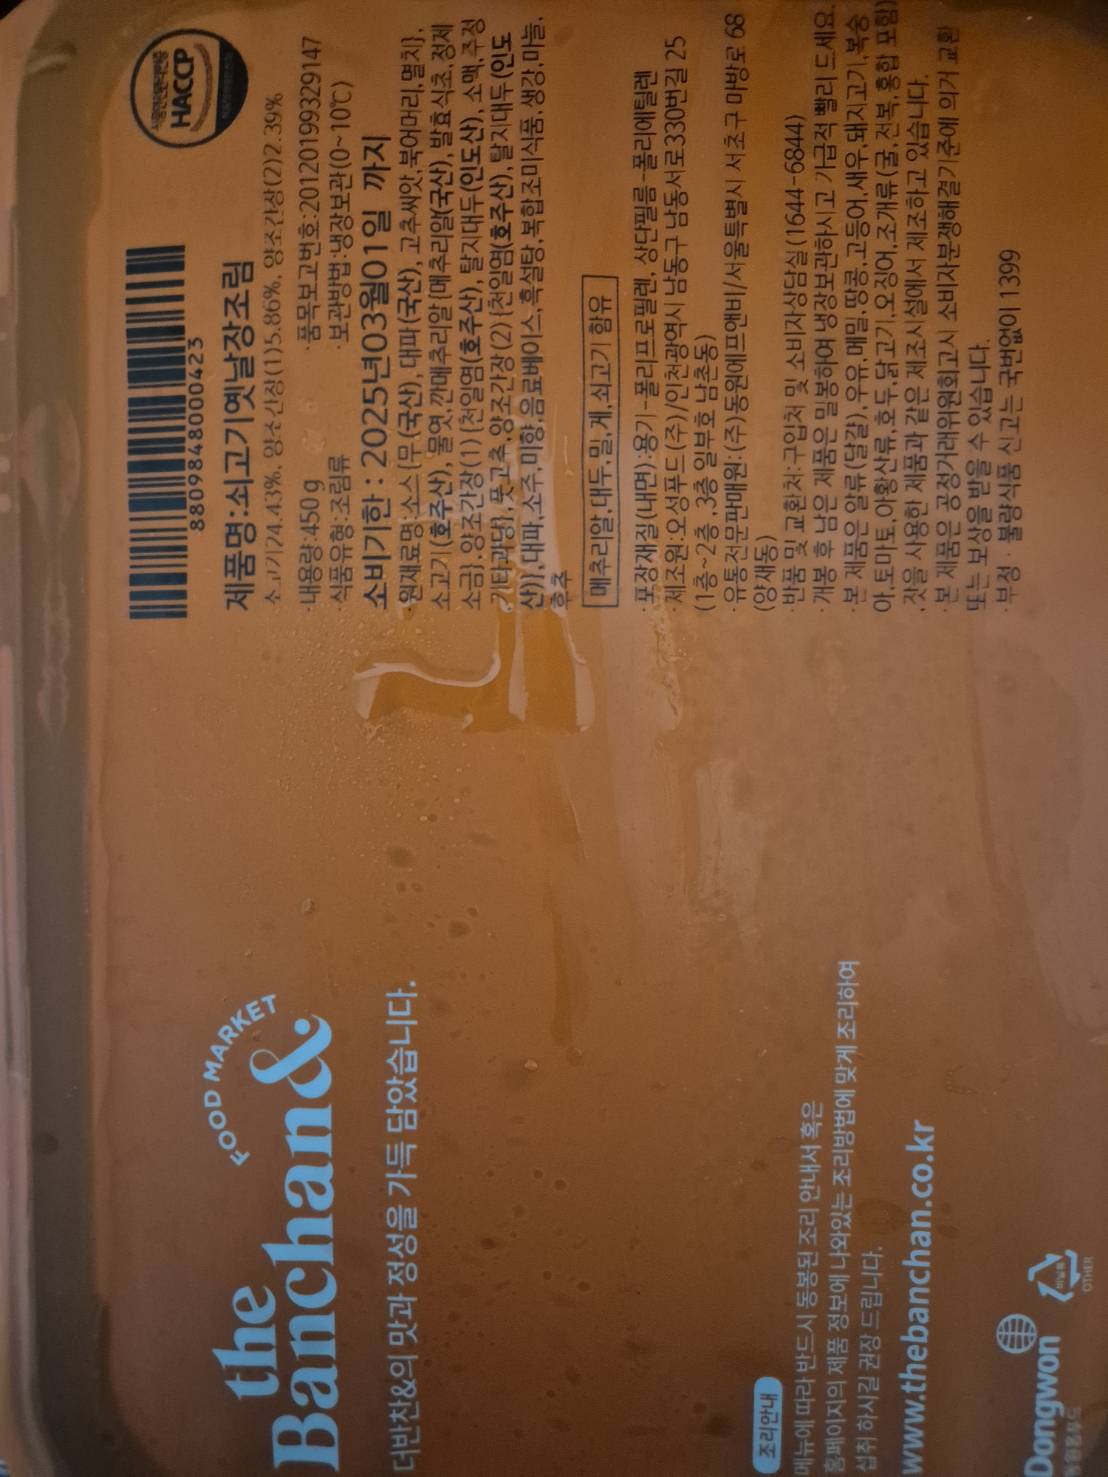 FOOD MARKET
the
Banchan&
더반찬&의 맛과 정성을 가득 담았습니다.
조리안내
메뉴에 따라 반드시 동봉된 조리 안내서 혹은
홈페이지의 제품 정보에 나와있는 조리방법에 맞게 조리하여
섭취 하시길 권장 드립니다.
www.thebanchan.co.kr
Dongwon
OTHER
8809848000423
HACCP
제품명:쇠고기옛날장조림
소고기24.43%, 양조간장(1)5.86%, 양조간장(2)2.39%
·내용량:450g ·품목보고번호:20120199329147
·식품유형:조림류 ·보관방법:냉장보관(0~10℃)
소비기한 : 2025년03월01일 까지
·원재료명:소스{무(국산), 대파(국산), 고추씨앗,북어머리,멸치},
소고기(호주산), 물엿,깐메추리알{메추리알(국산), 발효식초, 정제
소금}, 양조간장(1){천일염(호주산), 탈지대두(인도산), 소맥,주정
,기타과당},풋고추,양조간장(2){천일염(호주산), 탈지대두(인도
산)},대파,소주,미향,음료베이스,흑설탕,복합조미식품,생강,마늘,
후추
메추리알,대두,밀,게,쇠고기 함유
·포장재질(내면):용기-폴리프로필렌, 상단필름-폴리에틸렌
·제조원:오성푸드(주)/인천광역시 남동구 남동서로330번길 25
(1층~2층,3층 일부호 남촌동)
·유통전문판매원:(주)동원에프앤비/서울특별시 서초구 마방로 68
(양재동)
·반품 및 교환처:구입처 및 소비자상담실(1644-6844)
·개봉 후 남은 제품은 밀봉하여 냉장보관하시고 가급적 빨리 드세요.
·본 제품은 알류(달걀),우유,메밀,땅콩,고등어,새우,돼지고기,복숭
아,토마토,아황산류,호두,닭고기,오징어,조개류(굴,전복,홍합 포함)
,잣을 사용한 제품과 같은 제조시설에서 제조하고 있습니다.
·본 제품은 공정거래위원회고시 소비자분쟁해결기준에 의거 교환
또는 보상을 받을 수 있습니다.
·부정·불량식품 신고는 국번없이 1399